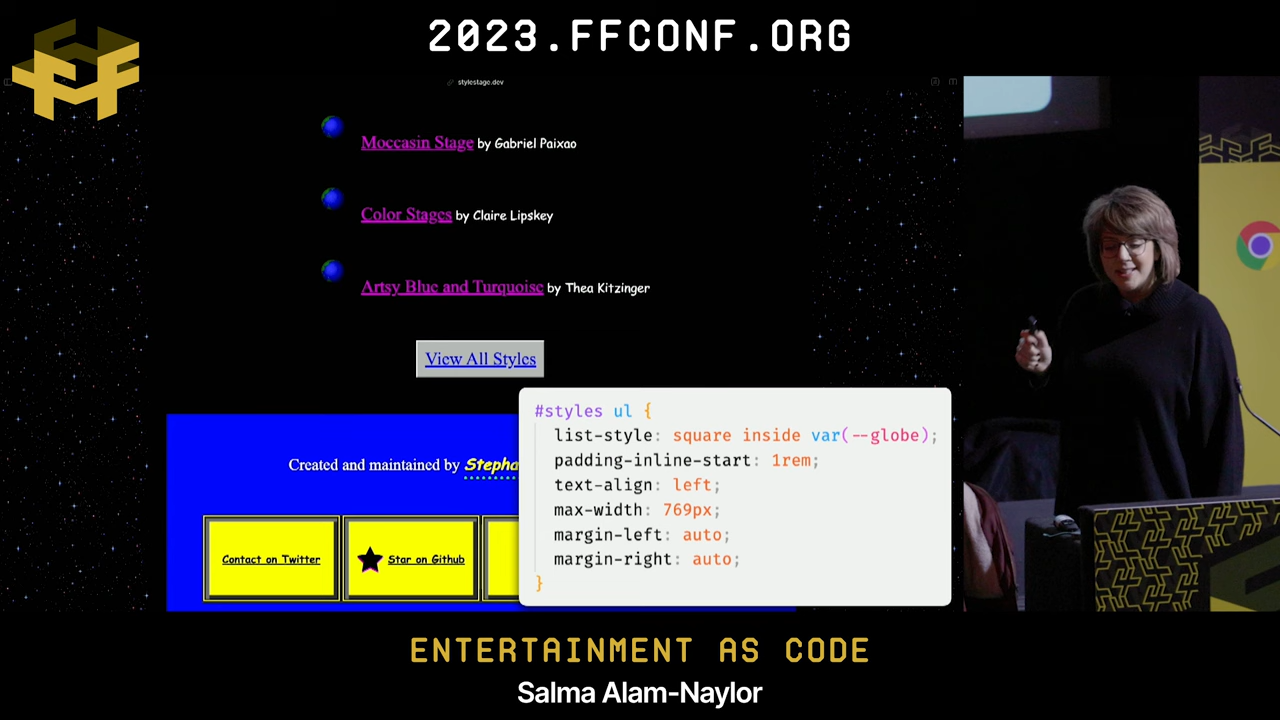 2023.FFCONF.ORG
stylestage.dev
Moccasin Stage by Gabriel Paixao
Color Stages by Claire Lipskey
Artsy Blue and Turquoise by Thea Kitzinger
View All Styles
Created and maintained by Stepha
Contact on Twitter
Star on Github
#styles ul {
list-style: square inside var(--globe);
padding-inline-start: 1rem;
text-align: left;
max-width: 769px;
margin-left: auto;
margin-right: auto;
}
ENTERTAINMENT AS CODE
Salma Alam-Naylor